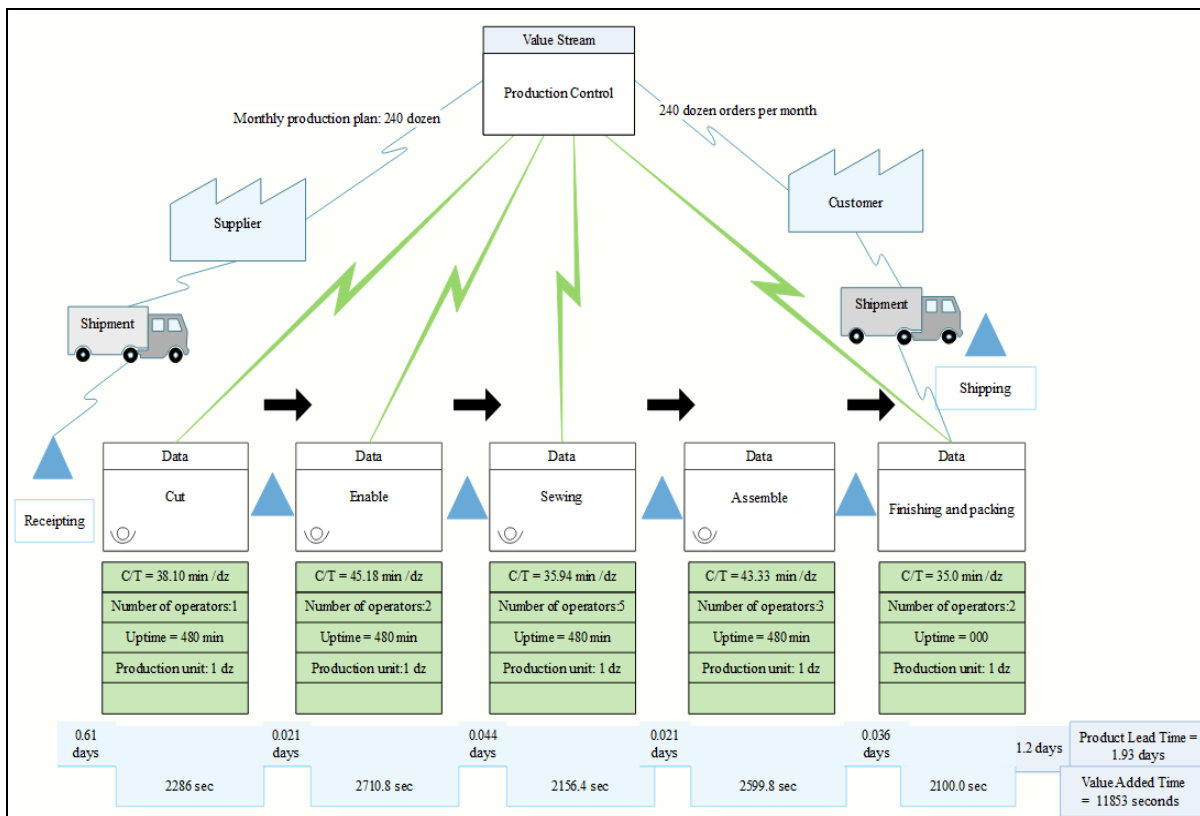 Value Stream
Production Control
Monthly production plan: 240 dozen
240 dozen orders per month
Supplier
Customer
Shipment
Shipment
Shipping
Receipting
Data
Cut
Data
Enable
Data
Sewing
Data
Assemble
Data
Finishing and packing
C/T = 38.10 min /dz
Number of operators:1
Uptime = 480 min
Production unit: 1 dz
C/T = 45.18 min /dz
Number of operators:2
Uptime = 480 min
Production unit:1 dz
C/T = 35.94 min /dz
Number of operators:5
Uptime = 480 min
Production unit: 1 dz
C/T = 43.33 min /dz
Number of operators:3
Uptime = 480 min
Production unit: 1 dz
C/T = 35.0 min /dz
Number of operators:2
Uptime = 000
Production unit: 1 dz
0.61
days
2286 sec
0.021
days
2710.8 sec
0.044
days
2156.4 sec
0.021
days
2599.8 sec
0.036
days
2100.0 sec
1.2 days
Product Lead Time =
1.93 days
Value Added Time
= 11853 seconds